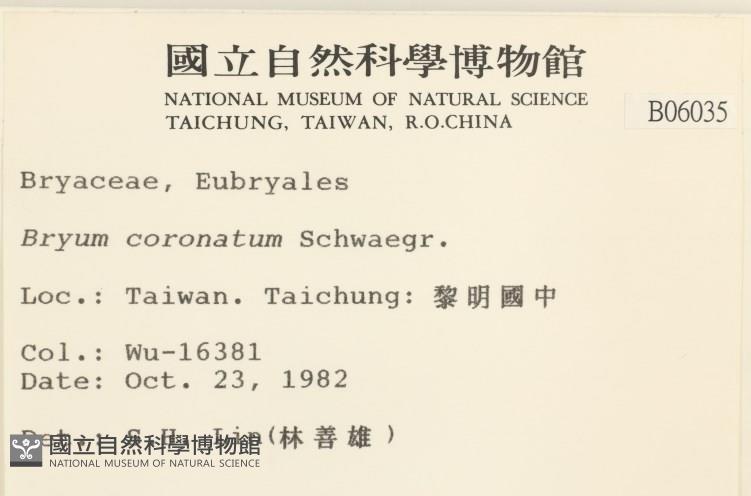 國立自然科學博物館
NATIONAL MUSEUM OF NATURAL SCIENCE
TAICHUNG, TAIWAN, R.O.CHINA
B06035
Bryaceae, Eubryales
Bryum coronatum Schwaegr.
Loc.: Taiwan. Taichung: 黎明國中
Col.: Wu-16381
Date: Oct. 23, 1982
Det.: S.H. Lin(林善雄)
國立自然科學博物館
NATIONAL MUSEUM OF NATURAL SCIENCE